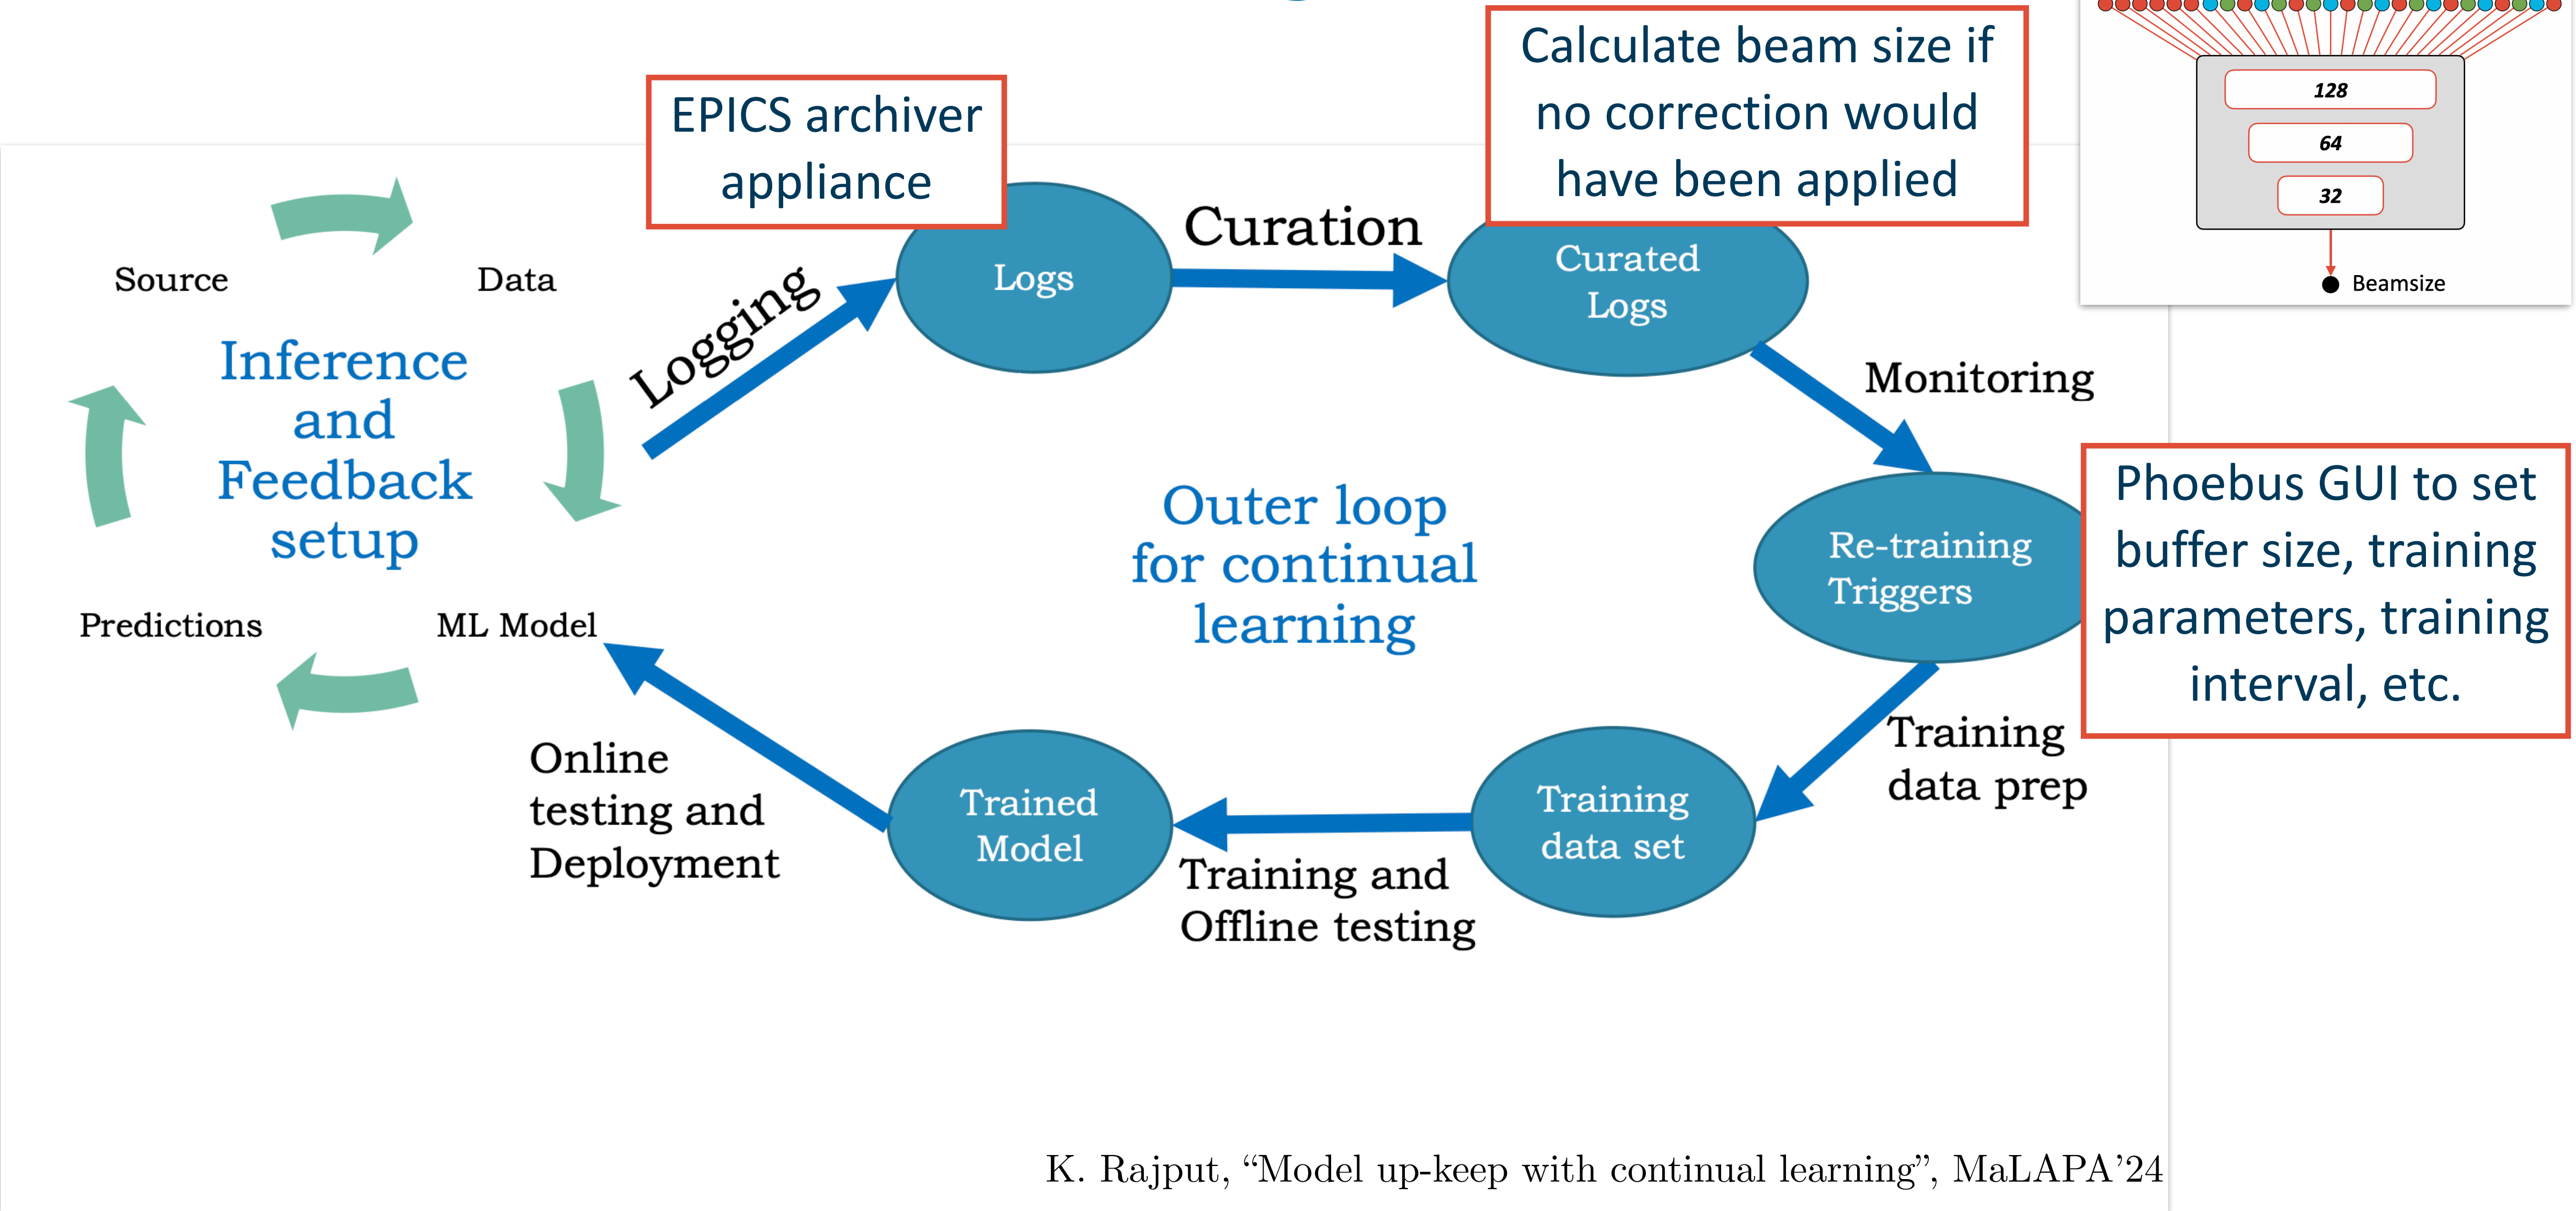 EPICS archiver
appliance
Calculate beam size if
no correction would
have been applied
128
64
32
Beamsize
Source
Data
Inference
and
Feedback
setup
Predictions
ML Model
Logging
Logs
Curation
Curated
Logs
Monitoring
Re-training
Triggers
Phoebus GUI to set
buffer size, training
parameters, training
interval, etc.
Outer loop
for continual
learning
Training
data prep
Training
data set
Training and
Offline testing
Trained
Model
Online
testing and
Deployment
K. Rajput, “Model up-keep with continual learning”, MaLAPA’24